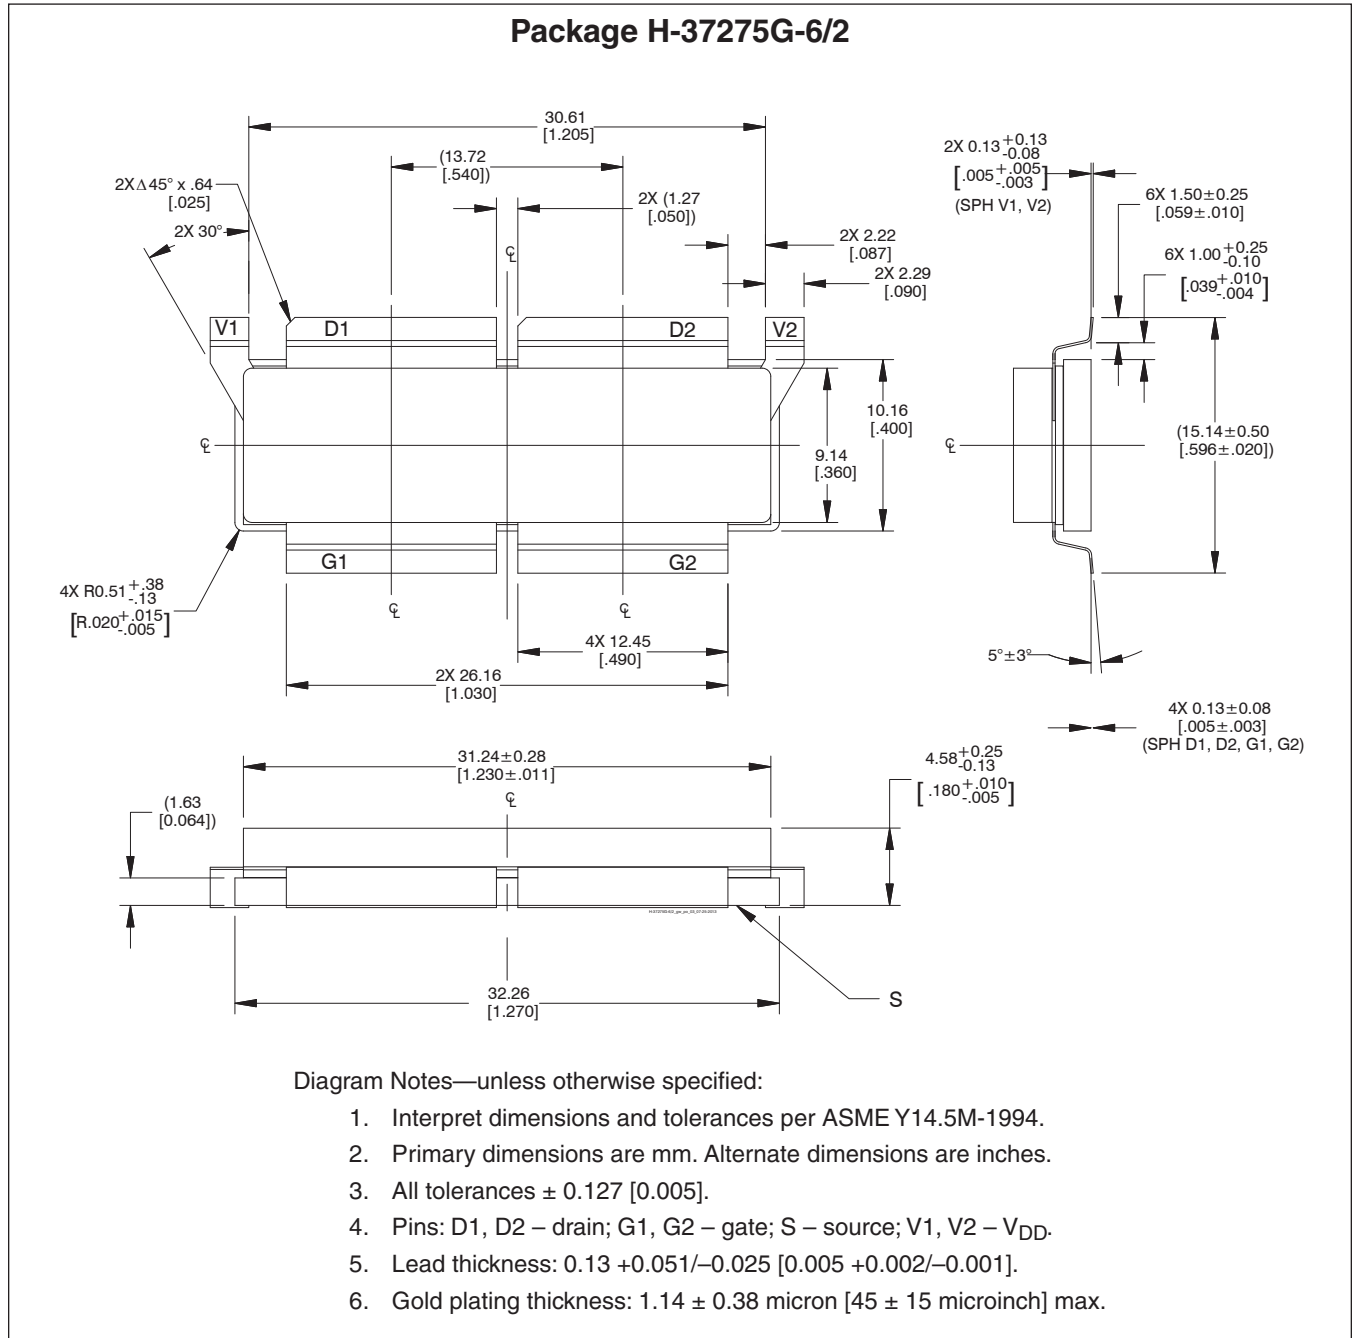 Package H-37275G-6/2
30.61
[1.205]
(13.72
[.540])
2X Δ 45° x .64
[.025]
2X (1.27
[.050])
2X 30°
2X 2.22
[.087]
2X 2.29
[.090]
2X 0.13 +0.13 -0.08
[.005 +.005 -.003]
(SPH V1, V2)
6X 1.50±0.25
[.059±.010]
6X 1.00 +0.25 -0.10
[.039 +.010 -.004]
℄
V1
D1
D2
V2
10.16
[.400]
9.14
[.360]
℄
℄
(15.14±0.50
[.596±.020])
G1
G2
4X R0.51 +.38 -.13
[R.020 +.015 -.005]
℄
℄
4X 12.45
[.490]
2X 26.16
[1.030]
5°±3°
4X 0.13±0.08
[.005±.003]
(SPH D1, D2, G1, G2)
31.24±0.28
[1.230±.011]
4.58 +0.25 -0.13
[.180 +.010 -.005]
(1.63
[0.064])
℄
S
32.26
[1.270]
Diagram Notes—unless otherwise specified:
1. Interpret dimensions and tolerances per ASME Y14.5M-1994.
2. Primary dimensions are mm. Alternate dimensions are inches.
3. All tolerances ± 0.127 [0.005].
4. Pins: D1, D2 – drain; G1, G2 – gate; S – source; V1, V2 – VDD.
5. Lead thickness: 0.13 +0.051/–0.025 [0.005 +0.002/–0.001].
6. Gold plating thickness: 1.14 ± 0.38 micron [45 ± 15 microinch] max.